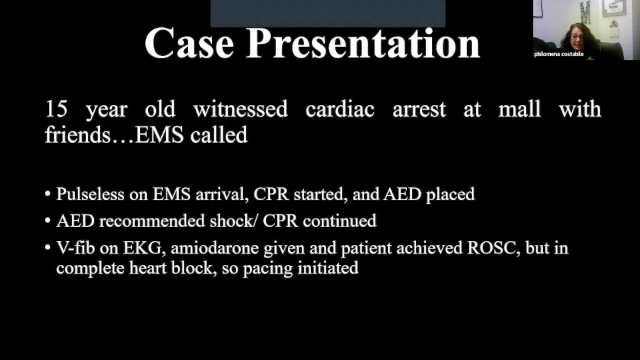 Case Presentation
philomena costabile
15 year old witnessed cardiac arrest at mall with
friends…EMS called
• Pulseless on EMS arrival, CPR started, and AED placed
• AED recommended shock/ CPR continued
• V-fib on EKG, amiodarone given and patient achieved ROSC, but in
complete heart block, so pacing initiated